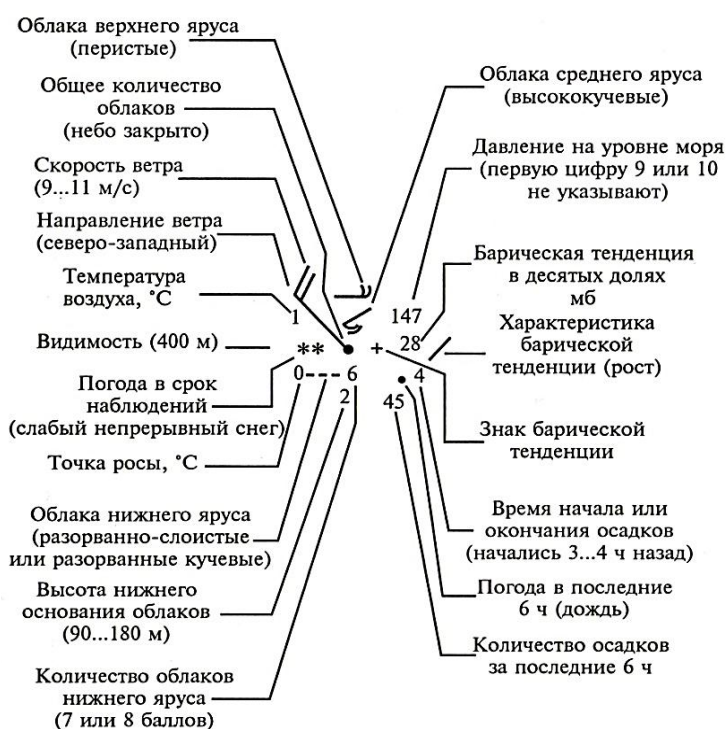 Облака верхнего яруса
(перистые)
Общее количество
облаков
(небо закрыто)
Скорость ветра
(9...11 м/с)
Направление ветра
(северо-западный)
Температура
воздуха, °C
Видимость (400 м)
Погода в срок
наблюдений
(слабый непрерывный снег)
Точка росы, °C
Облака нижнего яруса
(разорванно-слоистые
или разорванные кучевые)
Высота нижнего
основания облаков
(90...180 м)
Количество облаков
нижнего яруса
(7 или 8 баллов)
1
**
0---6
2
147
+ 28
4
45
Облака среднего яруса
(высококучевые)
Давление на уровне моря
(первую цифру 9 или 10
не указывают)
Барическая тенденция
в десятых долях
мб
Характеристика
барической
тенденции (рост)
Знак барической
тенденции
Время начала или
окончания осадков
(начались 3...4 ч назад)
Погода в последние
6 ч (дождь)
Количество осадков
за последние 6 ч